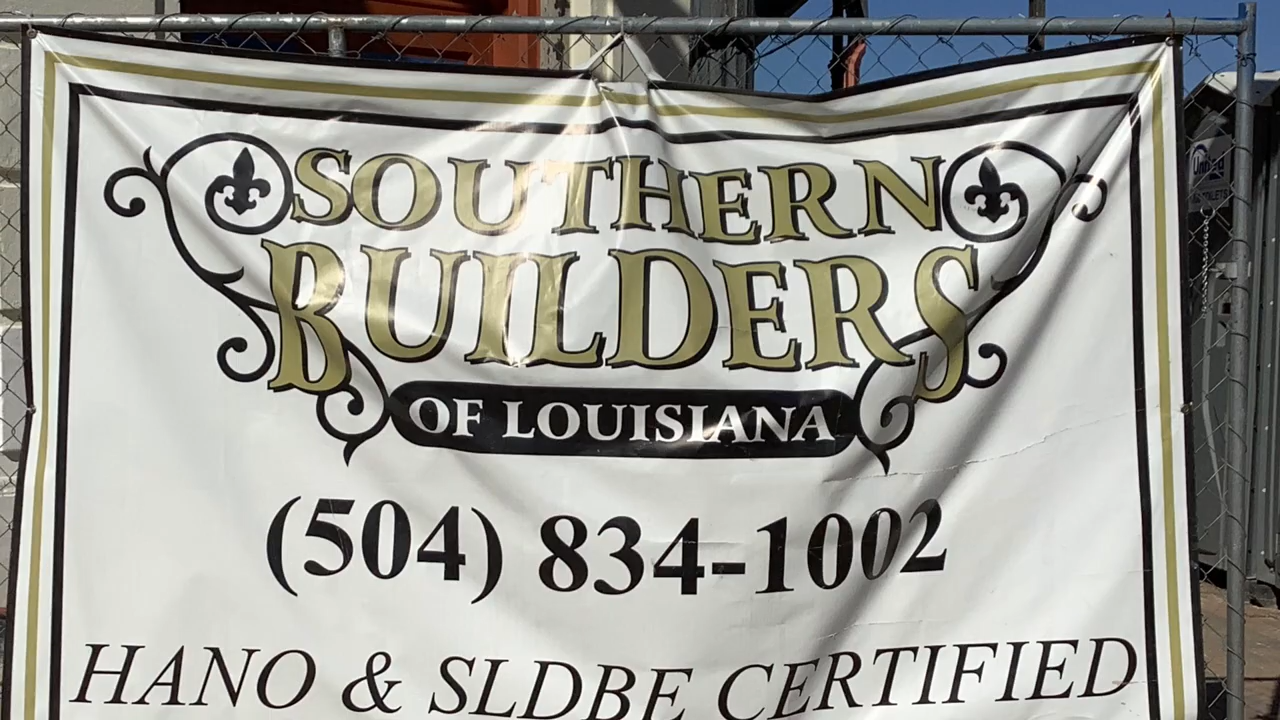 SOUTHERN
BUILDERS
OF LOUISIANA
(504) 834-1002
HANO & SLDBE CERTIFIED